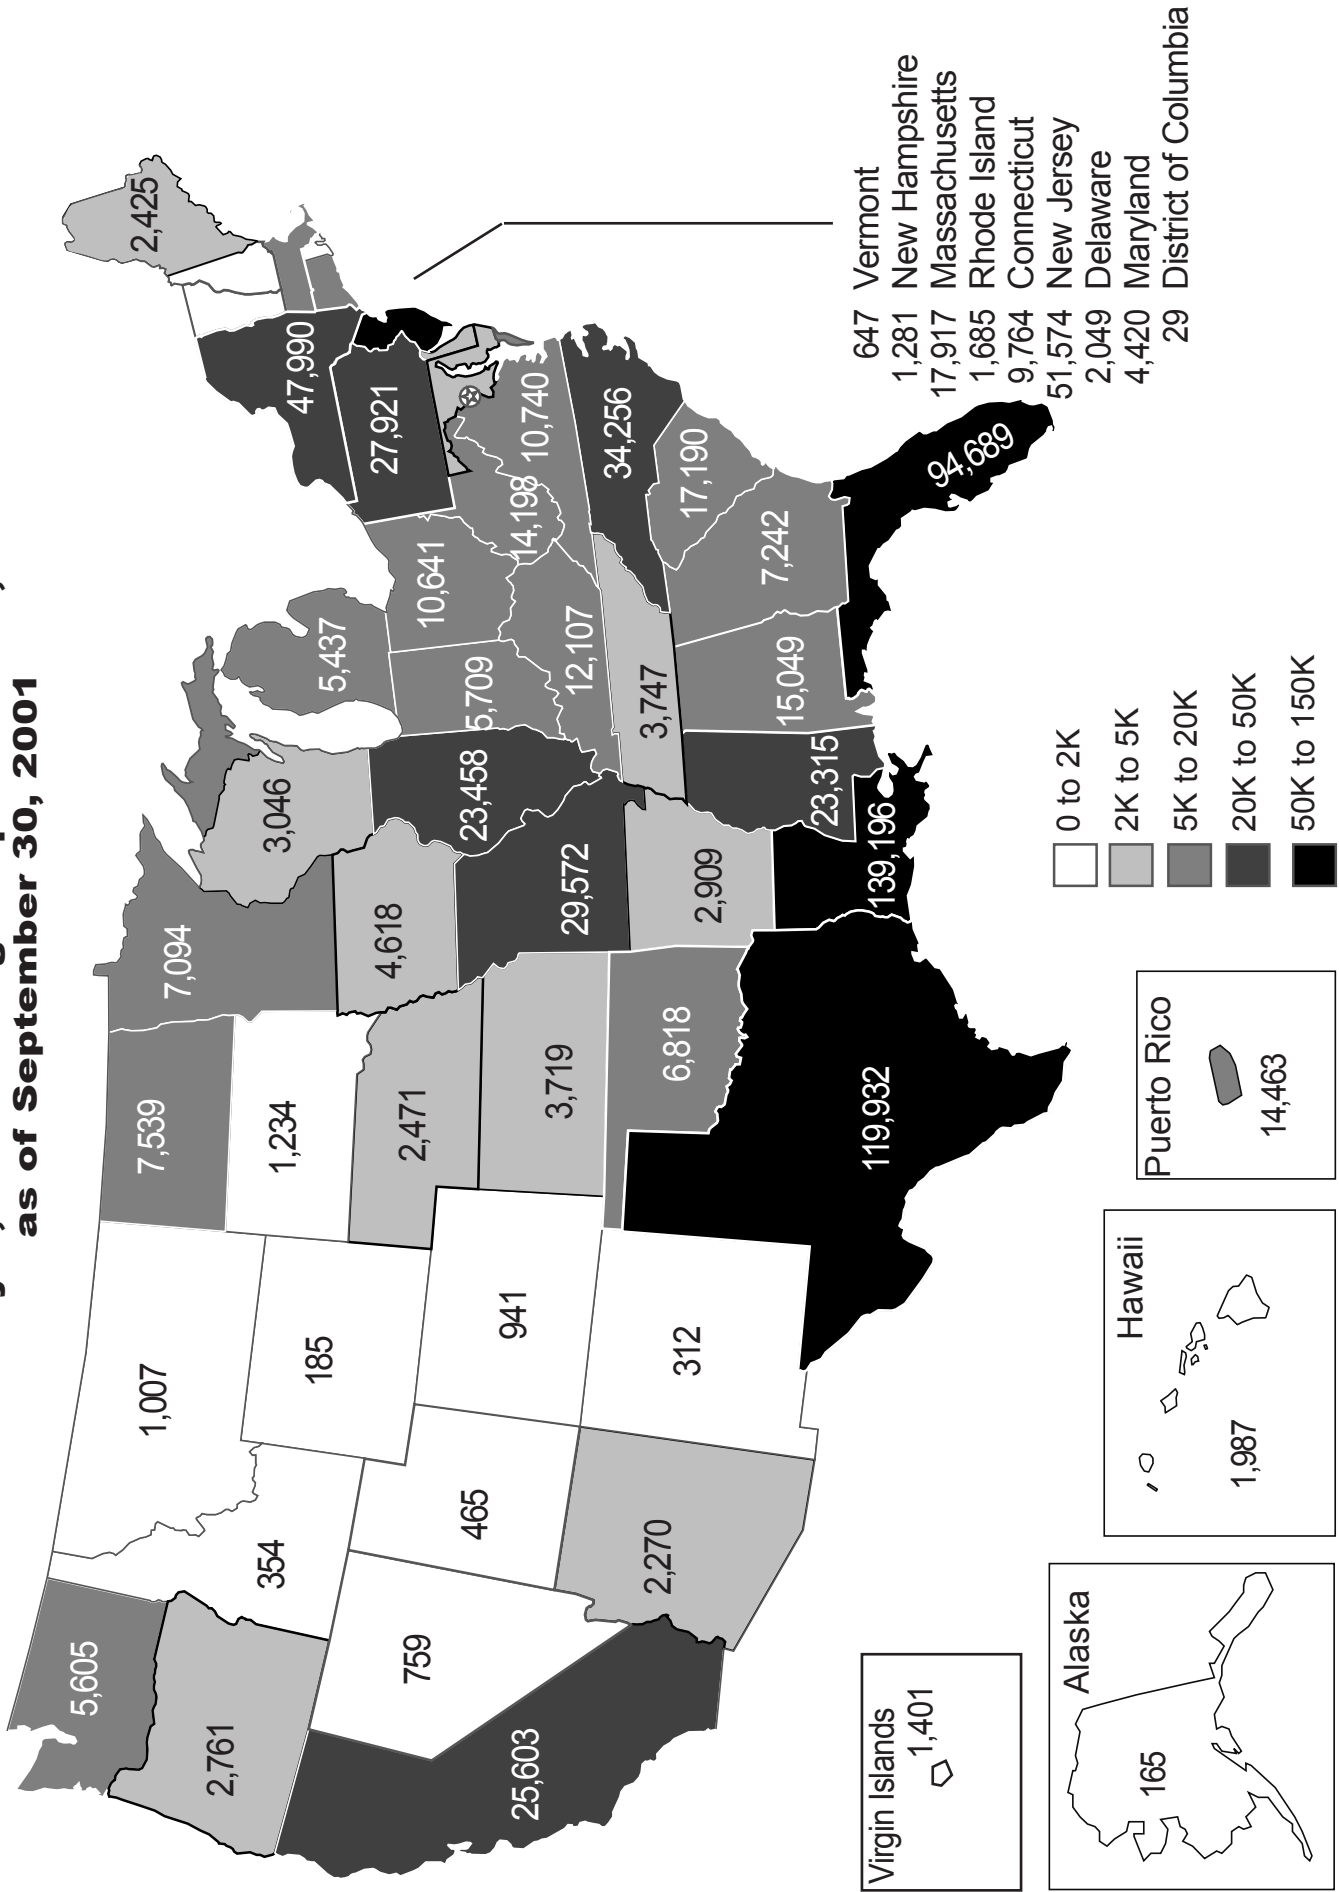 as of September 30, 2001
5,605
2,761
25,603
759
354
1,007
185
465
2,270
941
312
7,539
1,234
2,471
3,719
6,818
119,932
7,094
4,618
29,572
2,909
139,196
3,046
23,458
5,437
5,709
10,641
12,107
3,747
23,315
15,049
7,242
94,689
17,190
34,256
10,740
14,198
27,921
47,990
2,425
647 Vermont
1,281 New Hampshire
17,917 Massachusetts
1,685 Rhode Island
9,764 Connecticut
51,574 New Jersey
2,049 Delaware
4,420 Maryland
29 District of Columbia
Virgin Islands
1,401
Alaska
165
Hawaii
1,987
Puerto Rico
14,463
0 to 2K
2K to 5K
5K to 20K
20K to 50K
50K to 150K